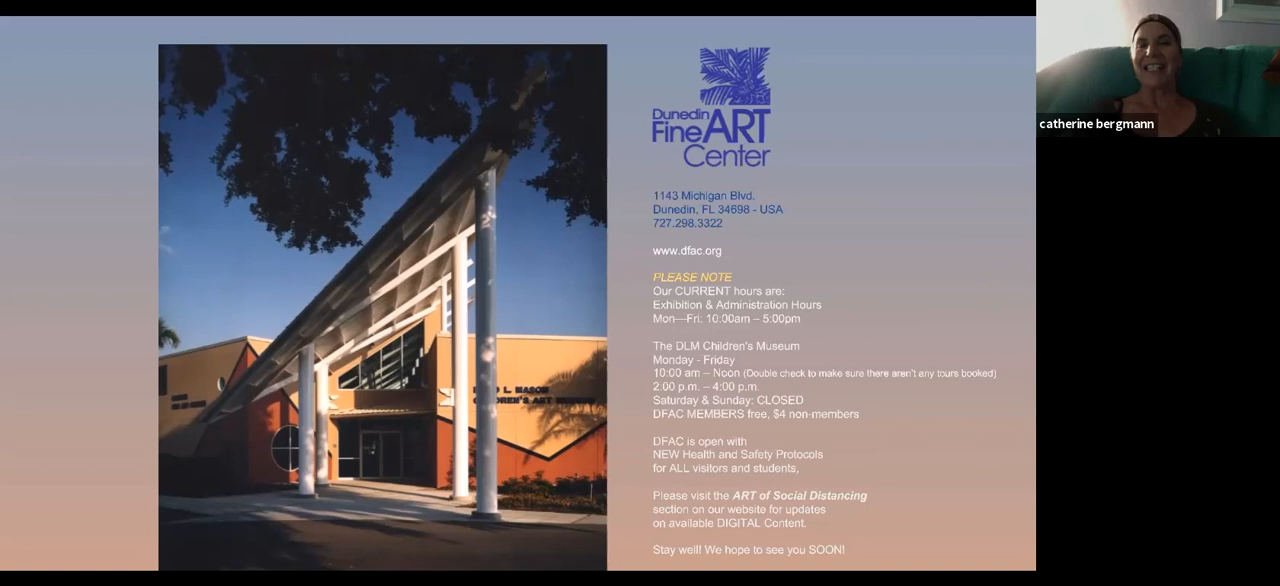 Dunedin
Fine ART
Center
1143 Michigan Blvd.
Dunedin, FL 34698 - USA
727.298.3322
www.dfac.org
PLEASE NOTE
Our CURRENT hours are:
Exhibition & Administration Hours
Mon—Fri: 10:00am – 5:00pm
The DLM Children's Museum
Monday - Friday
10:00 am – Noon (Double check to make sure there aren't any tours booked)
2:00 p.m. – 4:00 p.m.
Saturday & Sunday: CLOSED
DFAC MEMBERS free, $4 non-members
DFAC is open with
NEW Health and Safety Protocols
for ALL visitors and students,
Please visit the ART of Social Distancing
section on our website for updates
on available DIGITAL Content.
Stay well! We hope to see you SOON!
L. MASON
ART
catherine bergmann